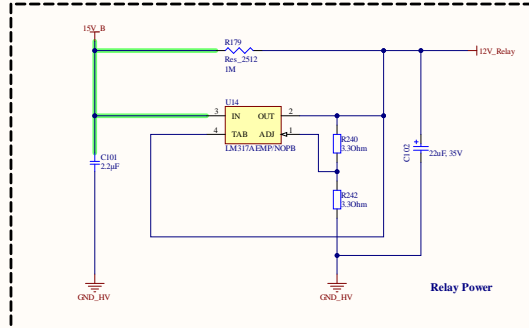 15V_B
R179
Res_2512
1M
12V_Relay
U14
3 IN OUT 2
4 TAB ADJ 1
LM317AEMP/NOPB
C101
2.2µF
R240
3.3Ohm
C102
22uF, 35V
R242
3.3Ohm
GND_HV
GND_HV
Relay Power